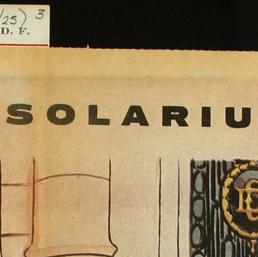 /25) 3
D. F.
SOLARIU